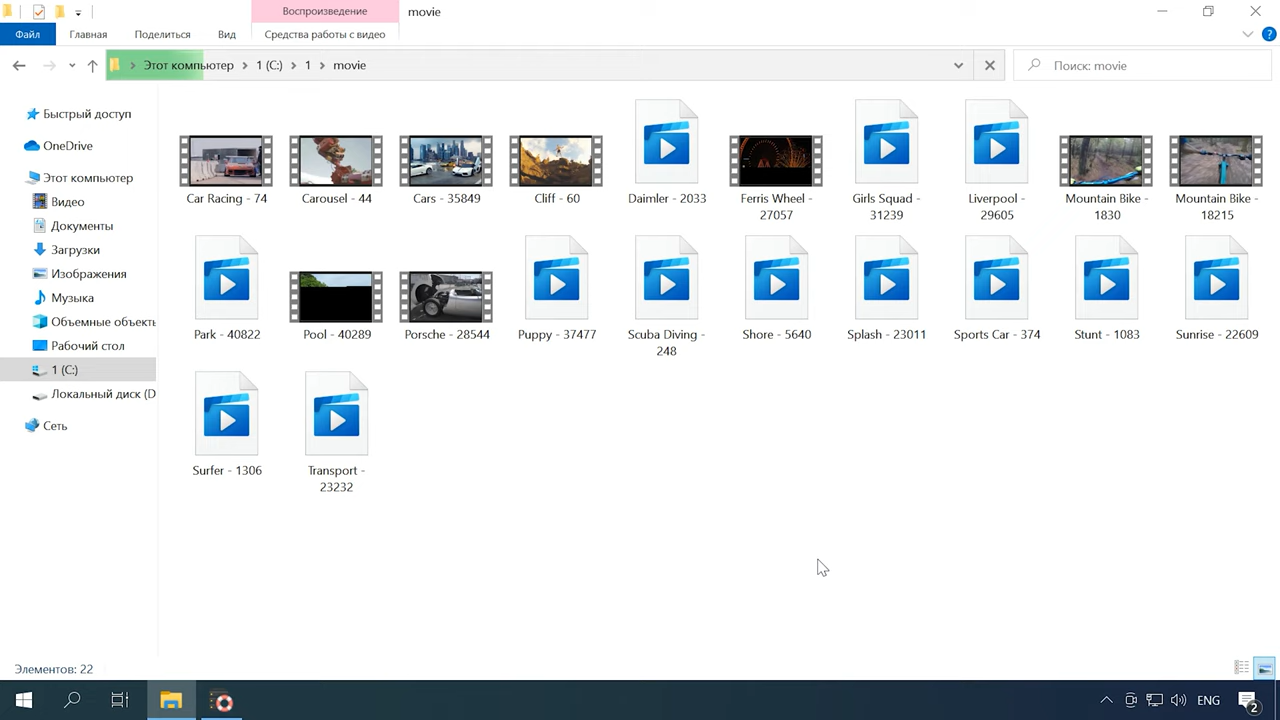 Воспроизведение
movie
Файл
Главная
Поделиться
Вид
Средства работы с видео
Этот компьютер
1 (C:)
1
movie
Поиск: movie
Быстрый доступ
OneDrive
Этот компьютер
Видео
Документы
Загрузки
Изображения
Музыка
Объемные объекть
Рабочий стол
1 (C:)
Локальный диск (D
Сеть
Car Racing - 74
Carousel - 44
Cars - 35849
Cliff - 60
Daimler - 2033
Ferris Wheel -
27057
Girls Squad -
31239
Liverpool -
29605
Mountain Bike -
1830
Mountain Bike -
18215
Park - 40822
Pool - 40289
Porsche - 28544
Puppy - 37477
Scuba Diving -
248
Shore - 5640
Splash - 23011
Sports Car - 374
Stunt - 1083
Sunrise - 22609
Surfer - 1306
Transport -
23232
Элементов: 22
ENG
2